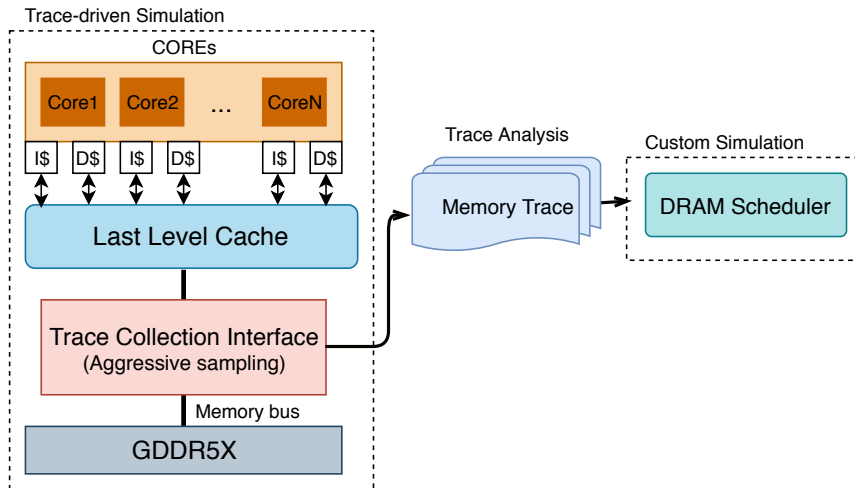 Trace-driven Simulation
COREs
Core1 Core2 ... CoreN
I$ D$ I$ D$ I$ D$
Last Level Cache
Trace Collection Interface
(Aggressive sampling)
Memory bus
GDDR5X
Trace Analysis
Memory Trace
Custom Simulation
DRAM Scheduler